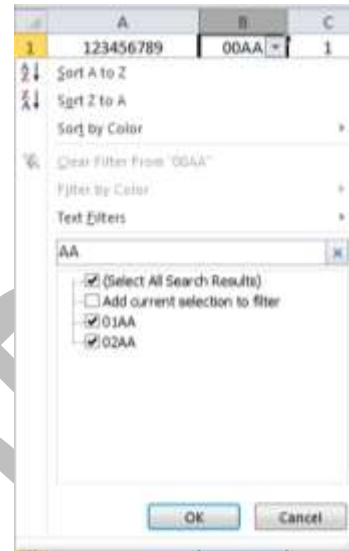 A B C
1 123456789 00AA 1
Sort A to Z
Sort Z to A
Sort by Color
Clear Filter From "00AA"
Filter by Color
Text Filters
AA
(Select All Search Results)
Add current selection to filter
01AA
02AA
OK Cancel